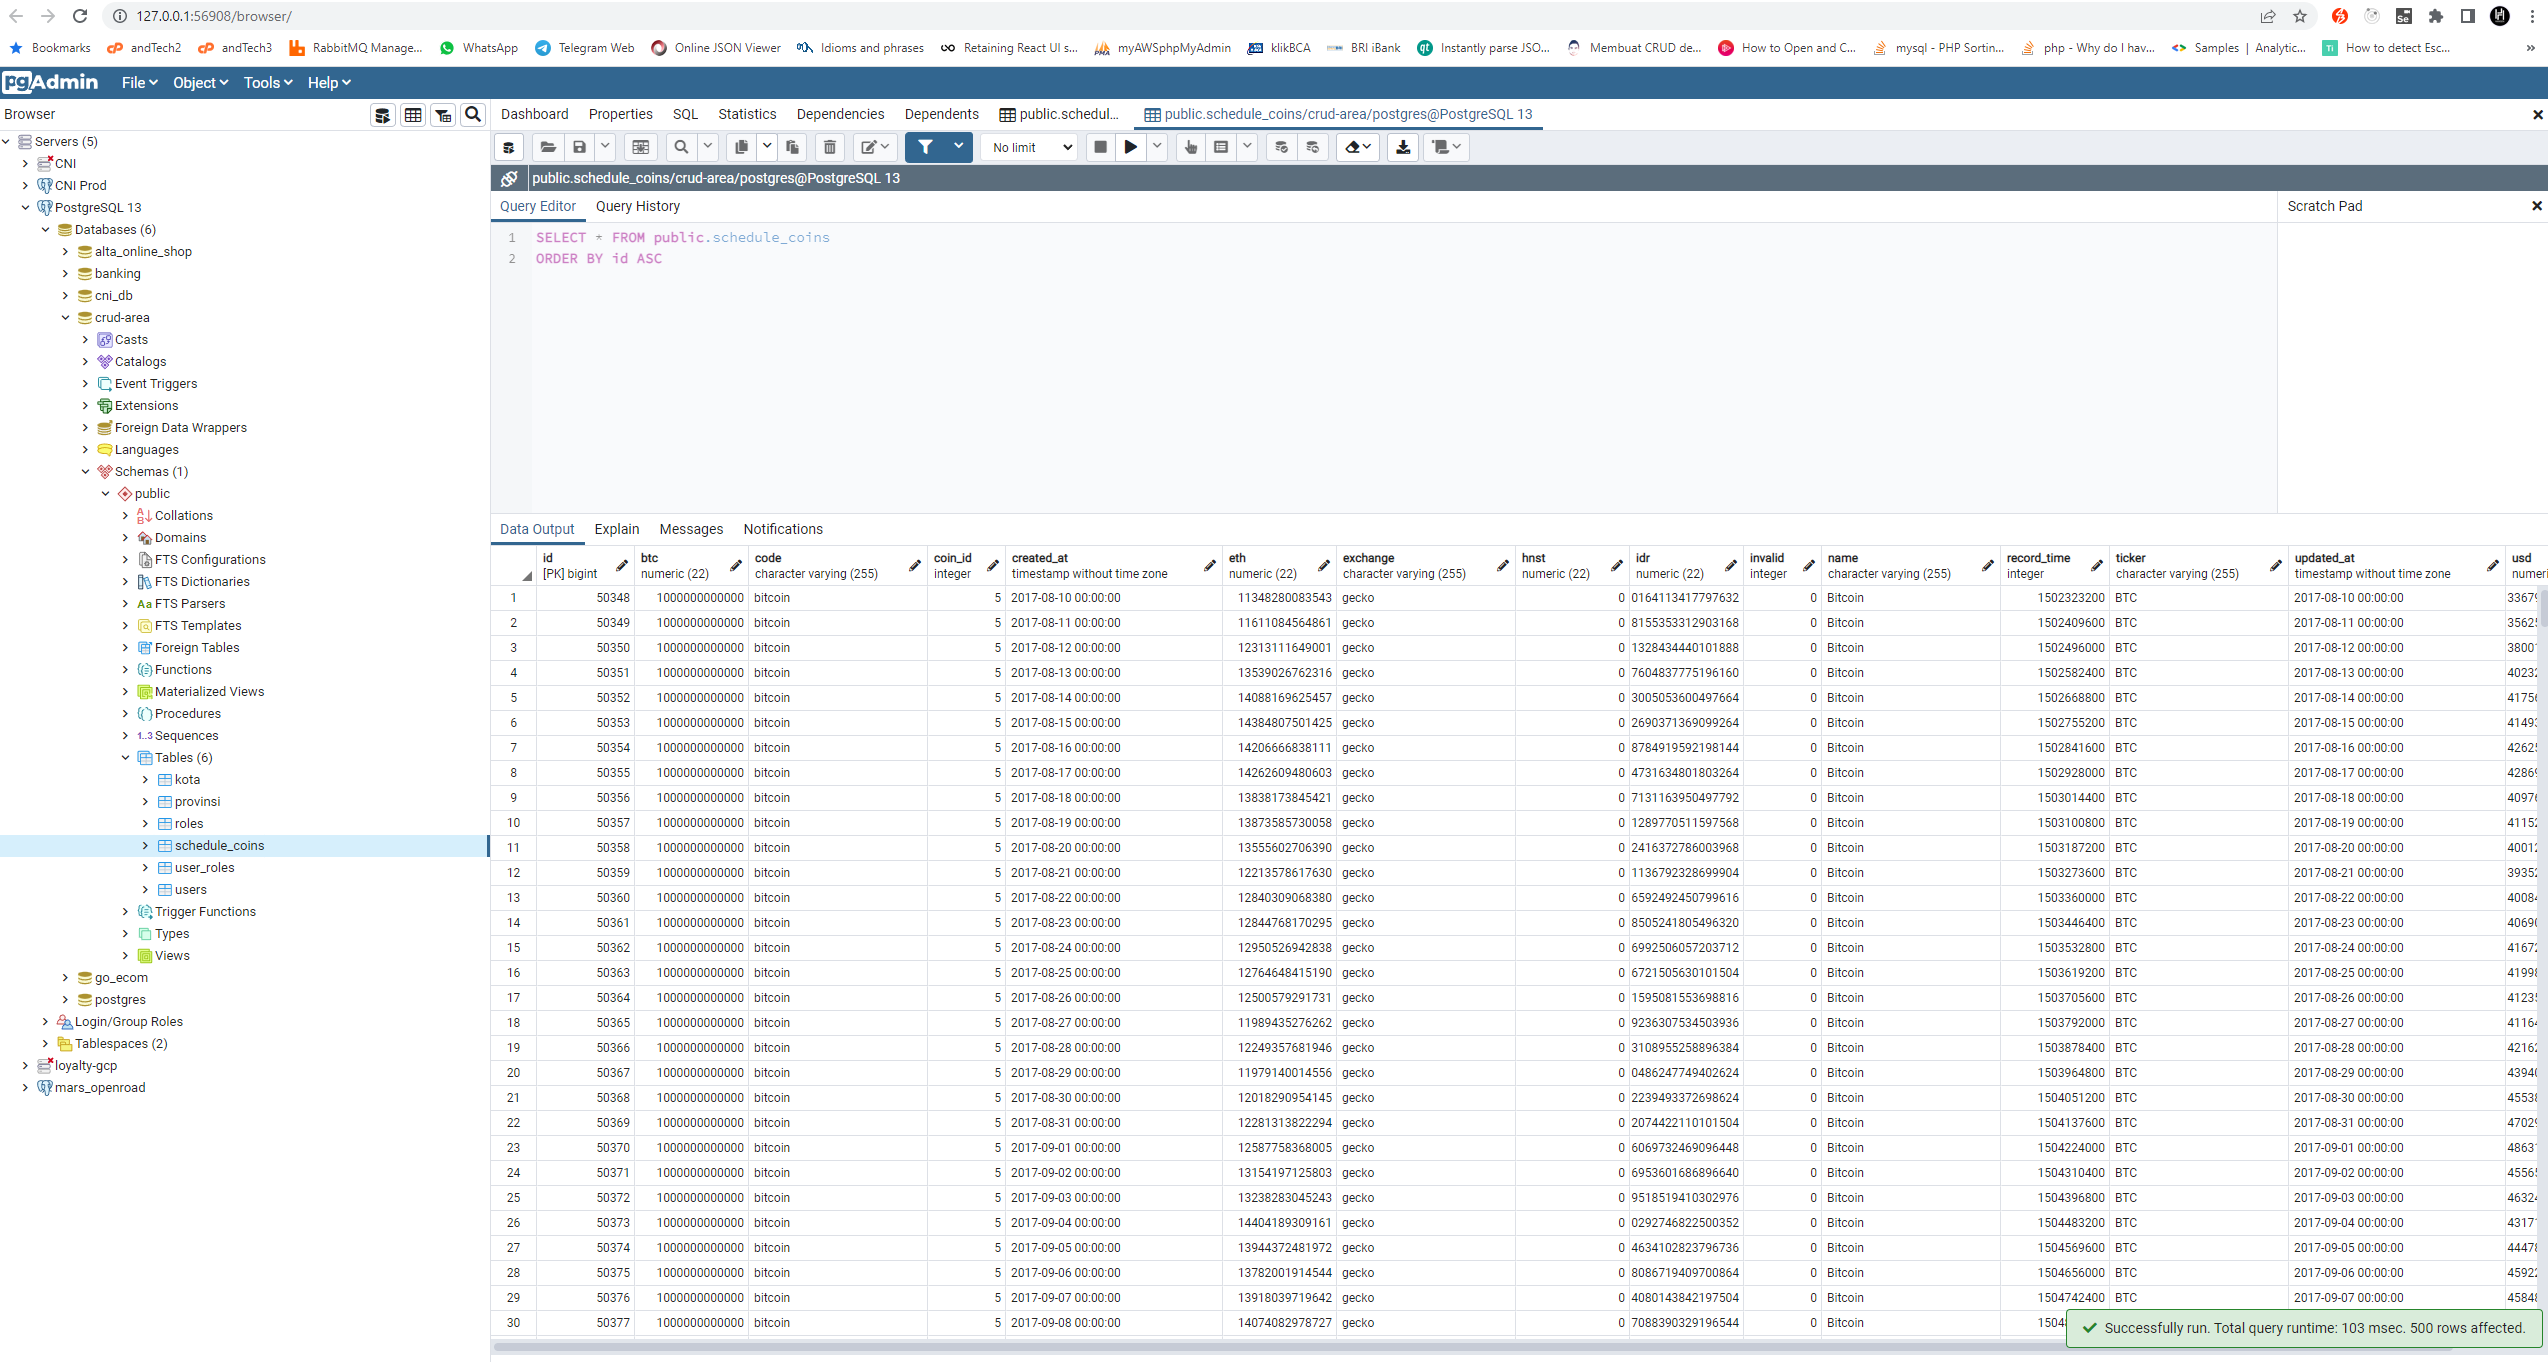 127.0.0.1:56908/browser/
Bookmarks andTech2 andTech3 RabbitMQ Manage... WhatsApp Telegram Web Online JSON Viewer Idioms and phrases Retaining React UI s... myAWSphpMyAdmin klikBCA BRI iBank Instantly parse JSO... Membuat CRUD de... How to Open and C... mysql - PHP Sortin... php - Why do I hav... Samples | Analytic... How to detect Esc... »
pgAdmin File Object Tools Help
Browser
Servers (5)
CNI
CNI Prod
PostgreSQL 13
Databases (6)
alta_online_shop
banking
cni_db
crud-area
Casts
Catalogs
Event Triggers
Extensions
Foreign Data Wrappers
Languages
Schemas (1)
public
Collations
Domains
FTS Configurations
FTS Dictionaries
FTS Parsers
FTS Templates
Foreign Tables
Functions
Materialized Views
Procedures
Sequences
Tables (6)
kota
provinsi
roles
schedule_coins
user_roles
users
Trigger Functions
Types
Views
go_ecom
postgres
Login/Group Roles
Tablespaces (2)
loyalty-gcp
mars_openroad
Dashboard Properties SQL Statistics Dependencies Dependents public.schedul... public.schedule_coins/crud-area/postgres@PostgreSQL 13
No limit
public.schedule_coins/crud-area/postgres@PostgreSQL 13
Query Editor Query History Scratch Pad
1 SELECT * FROM public.schedule_coins
2 ORDER BY id ASC
Data Output Explain Messages Notifications
id btc code coin_id created_at eth exchange hnst idr invalid name record_time ticker updated_at usd
[PK] bigint numeric (22) character varying (255) integer timestamp without time zone numeric (22) character varying (255) numeric (22) numeric (22) integer character varying (255) integer character varying (255) timestamp without time zone numeri
1 50348 1000000000000 bitcoin 5 2017-08-10 00:00:00 11348280083543 gecko 0 0164113417797632 0 Bitcoin 1502323200 BTC 2017-08-10 00:00:00 33679
2 50349 1000000000000 bitcoin 5 2017-08-11 00:00:00 11611084564861 gecko 0 8155353312903168 0 Bitcoin 1502409600 BTC 2017-08-11 00:00:00 35625
3 50350 1000000000000 bitcoin 5 2017-08-12 00:00:00 12313111649001 gecko 0 1328434440101888 0 Bitcoin 1502496000 BTC 2017-08-12 00:00:00 38001
4 50351 1000000000000 bitcoin 5 2017-08-13 00:00:00 13539026762316 gecko 0 7604837775196160 0 Bitcoin 1502582400 BTC 2017-08-13 00:00:00 40232
5 50352 1000000000000 bitcoin 5 2017-08-14 00:00:00 14088169625457 gecko 0 3005053600497664 0 Bitcoin 1502668800 BTC 2017-08-14 00:00:00 41756
6 50353 1000000000000 bitcoin 5 2017-08-15 00:00:00 14384807501425 gecko 0 2690371369099264 0 Bitcoin 1502755200 BTC 2017-08-15 00:00:00 41493
7 50354 1000000000000 bitcoin 5 2017-08-16 00:00:00 14206666838111 gecko 0 8784919592198144 0 Bitcoin 1502841600 BTC 2017-08-16 00:00:00 42625
8 50355 1000000000000 bitcoin 5 2017-08-17 00:00:00 14262609480603 gecko 0 4731634801803264 0 Bitcoin 1502928000 BTC 2017-08-17 00:00:00 42869
9 50356 1000000000000 bitcoin 5 2017-08-18 00:00:00 13838173845421 gecko 0 7131163950497792 0 Bitcoin 1503014400 BTC 2017-08-18 00:00:00 40976
10 50357 1000000000000 bitcoin 5 2017-08-19 00:00:00 13873585730058 gecko 0 1289770511597568 0 Bitcoin 1503100800 BTC 2017-08-19 00:00:00 41152
11 50358 1000000000000 bitcoin 5 2017-08-20 00:00:00 13555602706390 gecko 0 2416372786003968 0 Bitcoin 1503187200 BTC 2017-08-20 00:00:00 40012
12 50359 1000000000000 bitcoin 5 2017-08-21 00:00:00 12213578617630 gecko 0 1136792328699904 0 Bitcoin 1503273600 BTC 2017-08-21 00:00:00 39352
13 50360 1000000000000 bitcoin 5 2017-08-22 00:00:00 12840309068380 gecko 0 6592492450799616 0 Bitcoin 1503360000 BTC 2017-08-22 00:00:00 40084
14 50361 1000000000000 bitcoin 5 2017-08-23 00:00:00 12844768170295 gecko 0 8505241805496320 0 Bitcoin 1503446400 BTC 2017-08-23 00:00:00 40690
15 50362 1000000000000 bitcoin 5 2017-08-24 00:00:00 12950526942838 gecko 0 6992506057203712 0 Bitcoin 1503532800 BTC 2017-08-24 00:00:00 41672
16 50363 1000000000000 bitcoin 5 2017-08-25 00:00:00 12764648415190 gecko 0 6721505630101504 0 Bitcoin 1503619200 BTC 2017-08-25 00:00:00 41998
17 50364 1000000000000 bitcoin 5 2017-08-26 00:00:00 12500579291731 gecko 0 1595081553698816 0 Bitcoin 1503705600 BTC 2017-08-26 00:00:00 41235
18 50365 1000000000000 bitcoin 5 2017-08-27 00:00:00 11989435276262 gecko 0 9236307534503936 0 Bitcoin 1503792000 BTC 2017-08-27 00:00:00 41164
19 50366 1000000000000 bitcoin 5 2017-08-28 00:00:00 12249357681946 gecko 0 3108955258896384 0 Bitcoin 1503878400 BTC 2017-08-28 00:00:00 42162
20 50367 1000000000000 bitcoin 5 2017-08-29 00:00:00 11979140014556 gecko 0 0486247749402624 0 Bitcoin 1503964800 BTC 2017-08-29 00:00:00 43940
21 50368 1000000000000 bitcoin 5 2017-08-30 00:00:00 12018290954145 gecko 0 2239493372698624 0 Bitcoin 1504051200 BTC 2017-08-30 00:00:00 45538
22 50369 1000000000000 bitcoin 5 2017-08-31 00:00:00 12281313822294 gecko 0 2074422110101504 0 Bitcoin 1504137600 BTC 2017-08-31 00:00:00 47029
23 50370 1000000000000 bitcoin 5 2017-09-01 00:00:00 12587758368005 gecko 0 6069732469096448 0 Bitcoin 1504224000 BTC 2017-09-01 00:00:00 48631
24 50371 1000000000000 bitcoin 5 2017-09-02 00:00:00 13154197125803 gecko 0 6953601686896640 0 Bitcoin 1504310400 BTC 2017-09-02 00:00:00 45565
25 50372 1000000000000 bitcoin 5 2017-09-03 00:00:00 13238283045243 gecko 0 9518519410302976 0 Bitcoin 1504396800 BTC 2017-09-03 00:00:00 46324
26 50373 1000000000000 bitcoin 5 2017-09-04 00:00:00 14404189309161 gecko 0 0292746822500352 0 Bitcoin 1504483200 BTC 2017-09-04 00:00:00 43171
27 50374 1000000000000 bitcoin 5 2017-09-05 00:00:00 13944372481972 gecko 0 4634102823796736 0 Bitcoin 1504569600 BTC 2017-09-05 00:00:00 44478
28 50375 1000000000000 bitcoin 5 2017-09-06 00:00:00 13782001914544 gecko 0 8086719409700864 0 Bitcoin 1504656000 BTC 2017-09-06 00:00:00 45922
29 50376 1000000000000 bitcoin 5 2017-09-07 00:00:00 13918039719642 gecko 0 4080143842197504 0 Bitcoin 1504742400 BTC 2017-09-07 00:00:00 45848
30 50377 1000000000000 bitcoin 5 2017-09-08 00:00:00 14074082978727 gecko 0 7088390329196544 0 Bitcoin
Successfully run. Total query runtime: 103 msec. 500 rows affected.